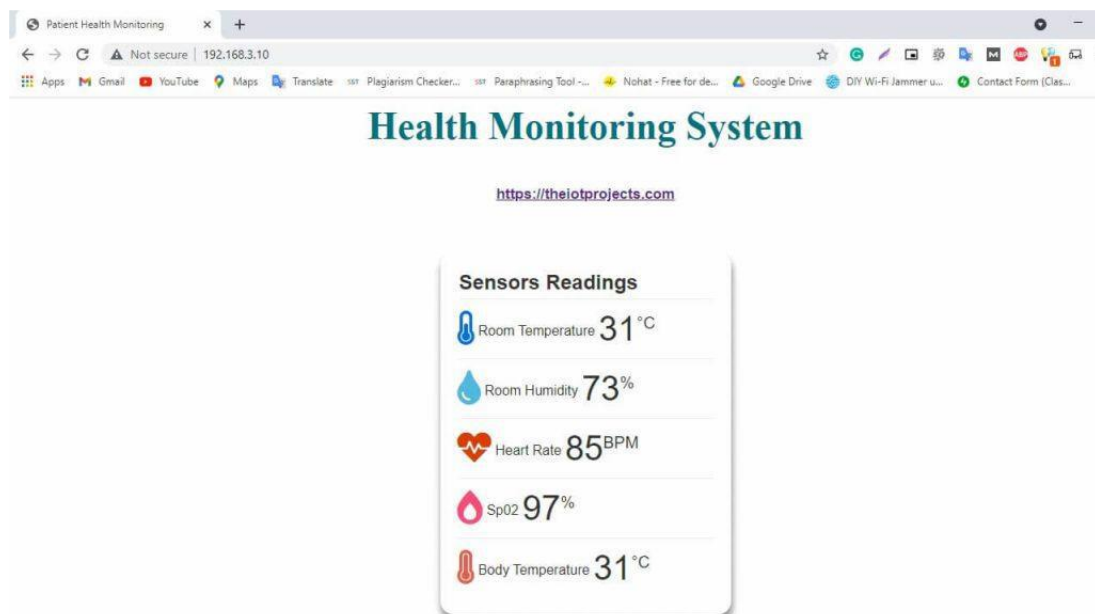 Patient Health Monitoring
Not secure | 192.168.3.10
Apps Gmail YouTube Maps Translate SST Plagiarism Checker... SST Paraphrasing Tool -... Nohat - Free for de... Google Drive DIY Wi-Fi Jammer u... Contact Form (Clas...
Health Monitoring System
https://theiotprojects.com
Sensors Readings
Room Temperature 31°C
Room Humidity 73%
Heart Rate 85BPM
Sp02 97%
Body Temperature 31°C